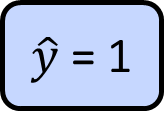 ŷ = 1